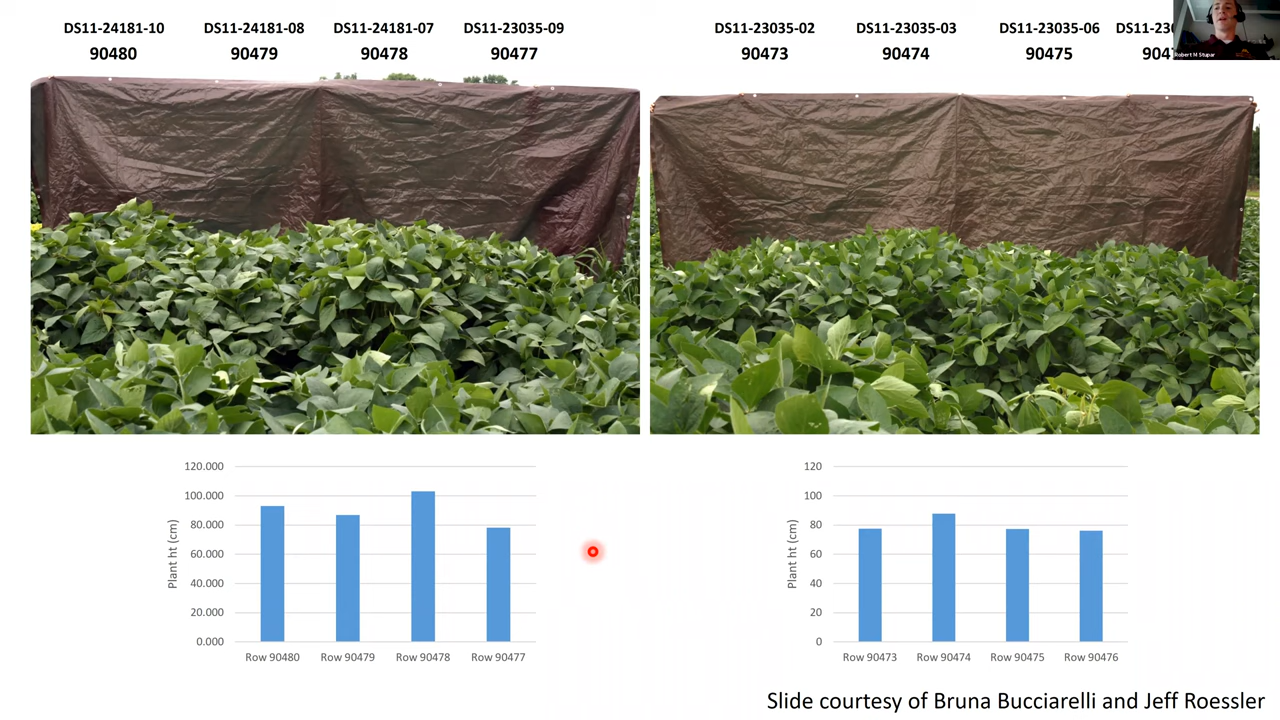 DS11-24181-10 DS11-24181-08 DS11-24181-07 DS11-23035-09
90480 90479 90478 90477
DS11-23035-02 DS11-23035-03 DS11-23035-06
90473 90474 90475
Robert M Stupar
Plant ht (cm)
120.000
100.000
80.000
60.000
40.000
20.000
0.000
Row 90480 Row 90479 Row 90478 Row 90477
Plant ht (cm)
120
100
80
60
40
20
0
Row 90473 Row 90474 Row 90475 Row 90476
Slide courtesy of Bruna Bucciarelli and Jeff Roessler